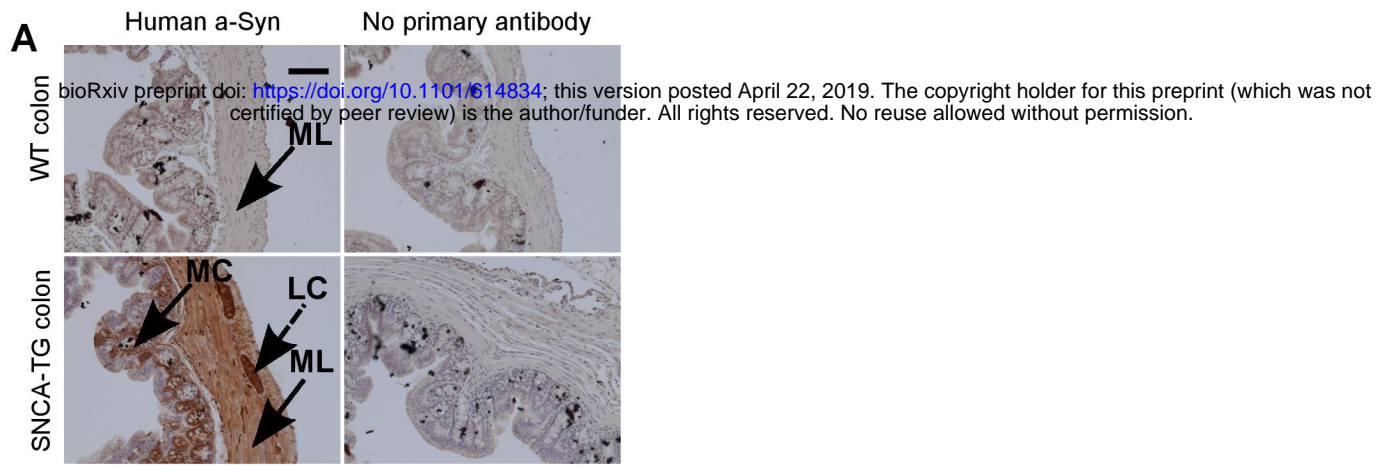 A
Human a-Syn
No primary antibody
WT colon
bioRxiv preprint doi: https://doi.org/10.1101/614834; this version posted April 22, 2019. The copyright holder for this preprint (which was not
certified by peer review) is the author/funder. All rights reserved. No reuse allowed without permission.
ML
SNCA-TG colon
MC
LC
ML